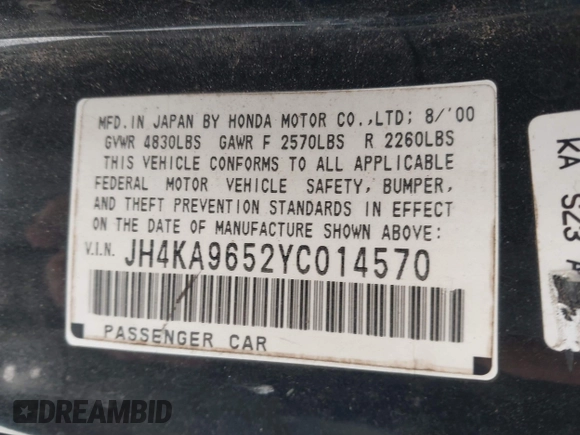 MFD. IN JAPAN BY HONDA MOTOR CO.,LTD; 8/'00
GVWR 4830LBS GAWR F 2570LBS R 2260LBS
THIS VEHICLE CONFORMS TO ALL APPLICABLE
FEDERAL MOTOR VEHICLE SAFETY, BUMPER,
AND THEFT PREVENTION STANDARDS IN EFFECT
ON THE DATE OF MANUFACTURE SHOWN ABOVE:
V.I.N. JH4KA9652YC014570
PASSENGER CAR
KA SZ3
DREAMBID